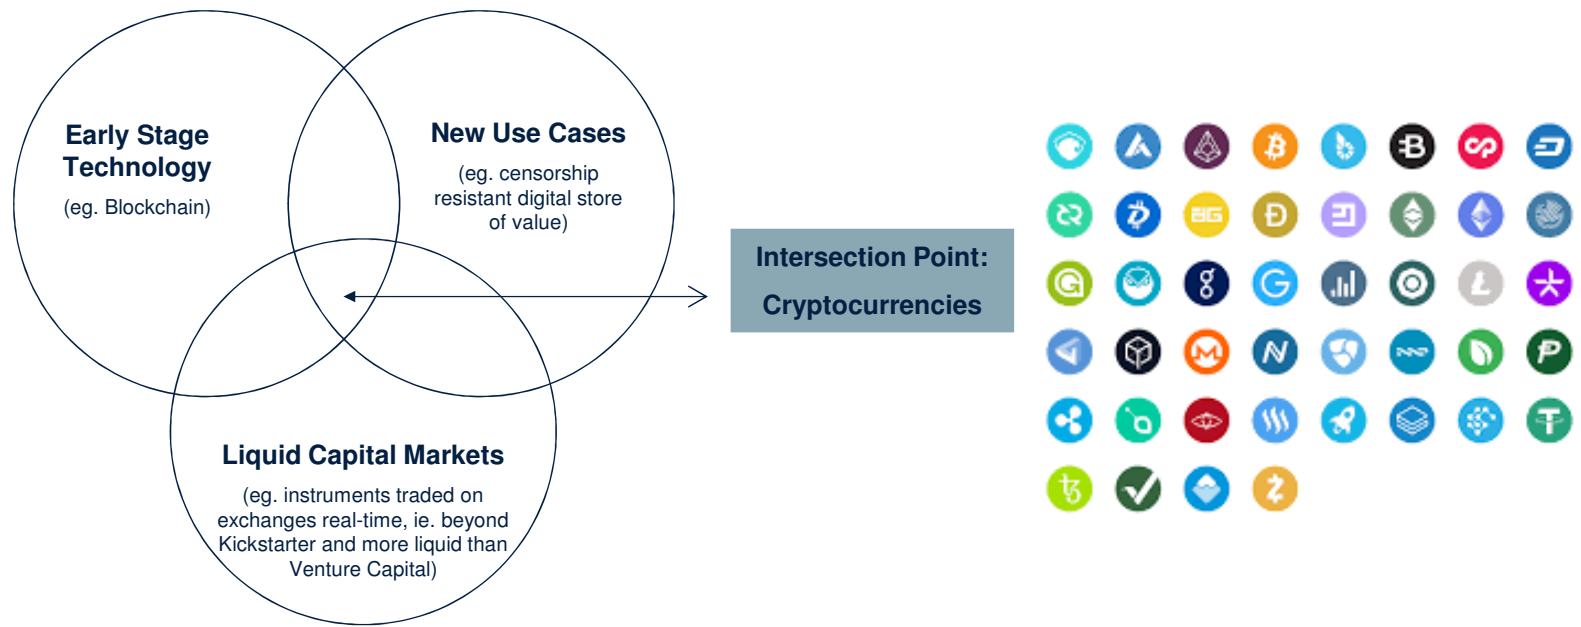 Early Stage
Technology
(eg. Blockchain)
New Use Cases
(eg. censorship
resistant digital store
of value)
Liquid Capital Markets
(eg. instruments traded on
exchanges real-time, ie. beyond
Kickstarter and more liquid than
Venture Capital)
Intersection Point:
Cryptocurrencies